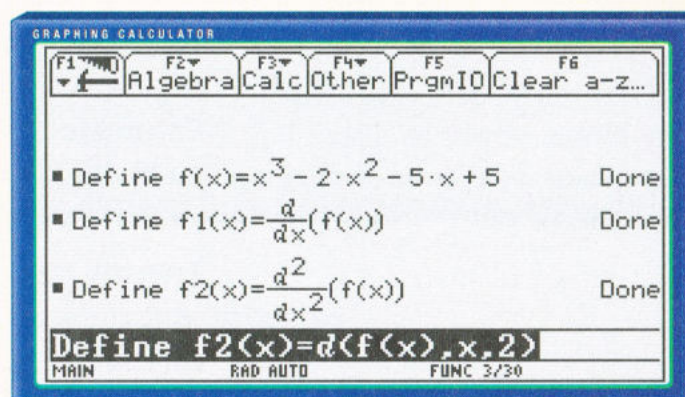 GRAPHING CALCULATOR
F1▼ F2▼ F3▼ F4▼ F5 F6
Algebra Calc Other PrgmIO Clear a-z…
▪ Define f(x)=x³ - 2·x² - 5·x + 5 Done
▪ Define f1(x)=d/dx(f(x)) Done
▪ Define f2(x)=d²/dx²(f(x)) Done
Define f2(x)=d(f(x),x,2)
MAIN RAD AUTO FUNC 3/30